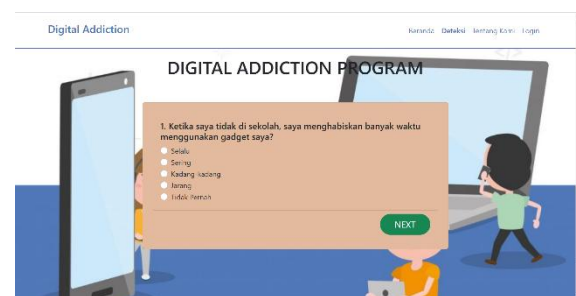 Digital Addiction
Beranda Deteksi Tentang Kami Login
DIGITAL ADDICTION PROGRAM
1. Ketika saya tidak di sekolah, saya menghabiskan banyak waktu
menggunakan gadget saya?
Selalu
Sering
Kadang kadang
Jarang
Tidak Pernah
NEXT